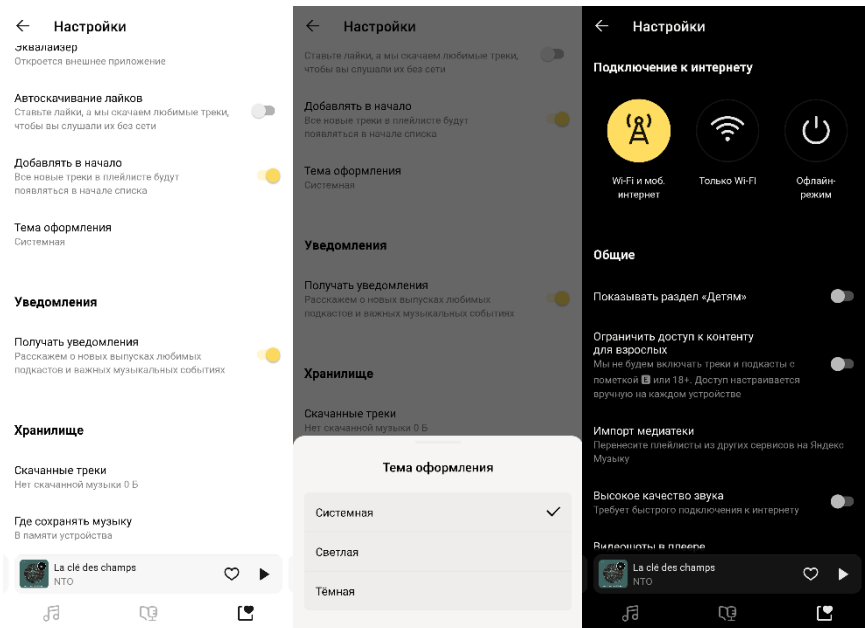 Настройки
Эквалайзер
Откроется внешнее приложение
Автоскачивание лайков
Ставьте лайки, а мы скачаем любимые треки,
чтобы вы слушали их без сети
Добавлять в начало
Все новые треки в плейлисте будут
появляться в начале списка
Тема оформления
Системная
Уведомления
Получать уведомления
Расскажем о новых выпусках любимых
подкастов и важных музыкальных событиях
Хранилище
Скачанные треки
Нет скачанной музыки 0 Б
Где сохранять музыку
В памяти устройства
La clé des champs
NTO
Настройки
Ставьте лайки, а мы скачаем любимые треки,
чтобы вы слушали их без сети
Добавлять в начало
Все новые треки в плейлисте будут
появляться в начале списка
Тема оформления
Системная
Уведомления
Получать уведомления
Расскажем о новых выпусках любимых
подкастов и важных музыкальных событиях
Хранилище
Скачанные треки
Нет скачанной музыки 0 Б
Тема оформления
Системная
Светлая
Тёмная
Настройки
Подключение к интернету
Wi-Fi и моб.
интернет
Только Wi-Fi
Офлайн-
режим
Общие
Показывать раздел «Детям»
Ограничить доступ к контенту
для взрослых
Мы не будем включать треки и подкасты с
пометкой E или 18+. Доступ настраивается
вручную на каждом устройстве
Импорт медиатеки
Перенесите плейлисты из других сервисов на Яндекс
Музыку
Высокое качество звука
Требует быстрого подключения к интернету
Видеошоты в плеере
La clé des champs
NTO